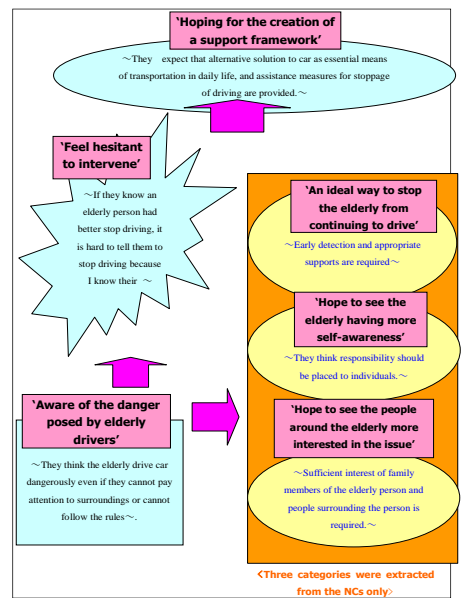 ‘Hoping for the creation of
a support framework’
～They expect that alternative solution to car as essential means
of transportation in daily life, and assistance measures for stoppage
of driving are provided.～
‘Feel hesitant
to intervene’
～If they know an
elderly person had
better stop driving, it
is hard to tell them to
stop driving because
I know their ～
‘An ideal way to stop
the elderly from
continuing to drive’
～Early detection and appropriate
supports are required～
‘Hope to see the
elderly having more
self-awareness’
～They think responsibility should
be placed to individuals.～
‘Aware of the danger
posed by elderly
drivers’
～They think the elderly drive car
dangerously even if they cannot pay
attention to surroundings or cannot
follow the rules～.
‘Hope to see the people
around the elderly more
interested in the issue’
～Sufficient interest of family
members of the elderly person and
people surrounding the person is
required.～
<Three categories were extracted
from the NCs only>